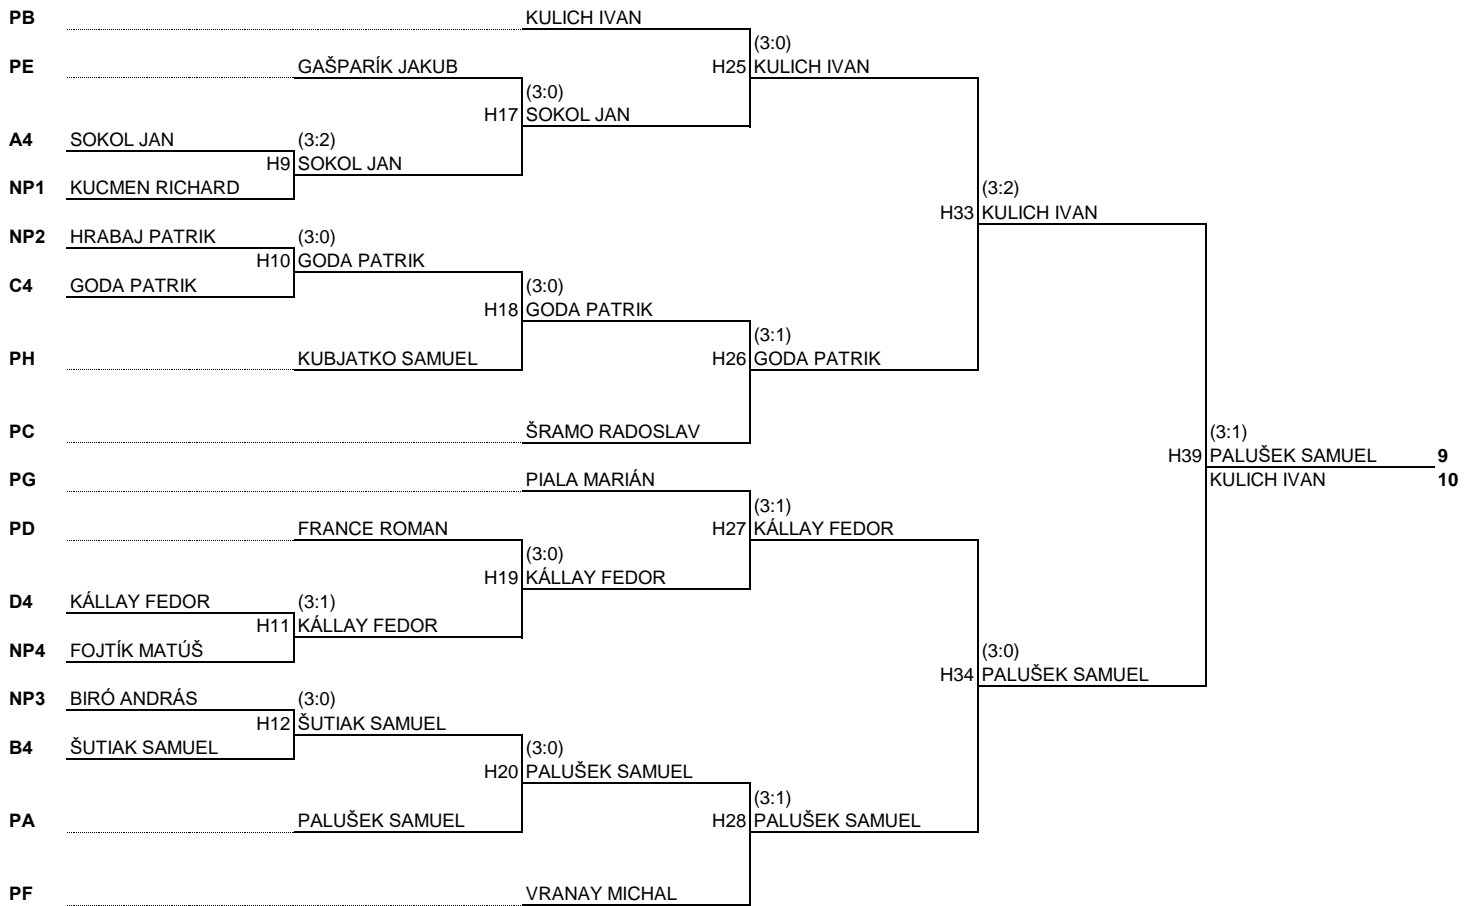 PB KULICH IVAN
(3:0)
PE GAŠPARÍK JAKUB H25 KULICH IVAN
(3:0)
H17 SOKOL JAN
A4 SOKOL JAN (3:2)
H9 SOKOL JAN
NP1 KUCMEN RICHARD (3:2)
H33 KULICH IVAN
NP2 HRABAJ PATRIK (3:0)
H10 GODA PATRIK
C4 GODA PATRIK (3:0)
H18 GODA PATRIK
(3:1)
PH KUBJATKO SAMUEL H26 GODA PATRIK
PC ŠRAMO RADOSLAV (3:1)
H39 PALUŠEK SAMUEL 9
PG PIALA MARIÁN KULICH IVAN 10
(3:1)
PD FRANCE ROMAN H27 KÁLLAY FEDOR
(3:0)
H19 KÁLLAY FEDOR
D4 KÁLLAY FEDOR (3:1)
H11 KÁLLAY FEDOR
NP4 FOJTÍK MATÚŠ (3:0)
H34 PALUŠEK SAMUEL
NP3 BIRÓ ANDRÁS (3:0)
H12 ŠUTIAK SAMUEL
B4 ŠUTIAK SAMUEL (3:0)
H20 PALUŠEK SAMUEL
(3:1)
PA PALUŠEK SAMUEL H28 PALUŠEK SAMUEL
PF VRANAY MICHAL